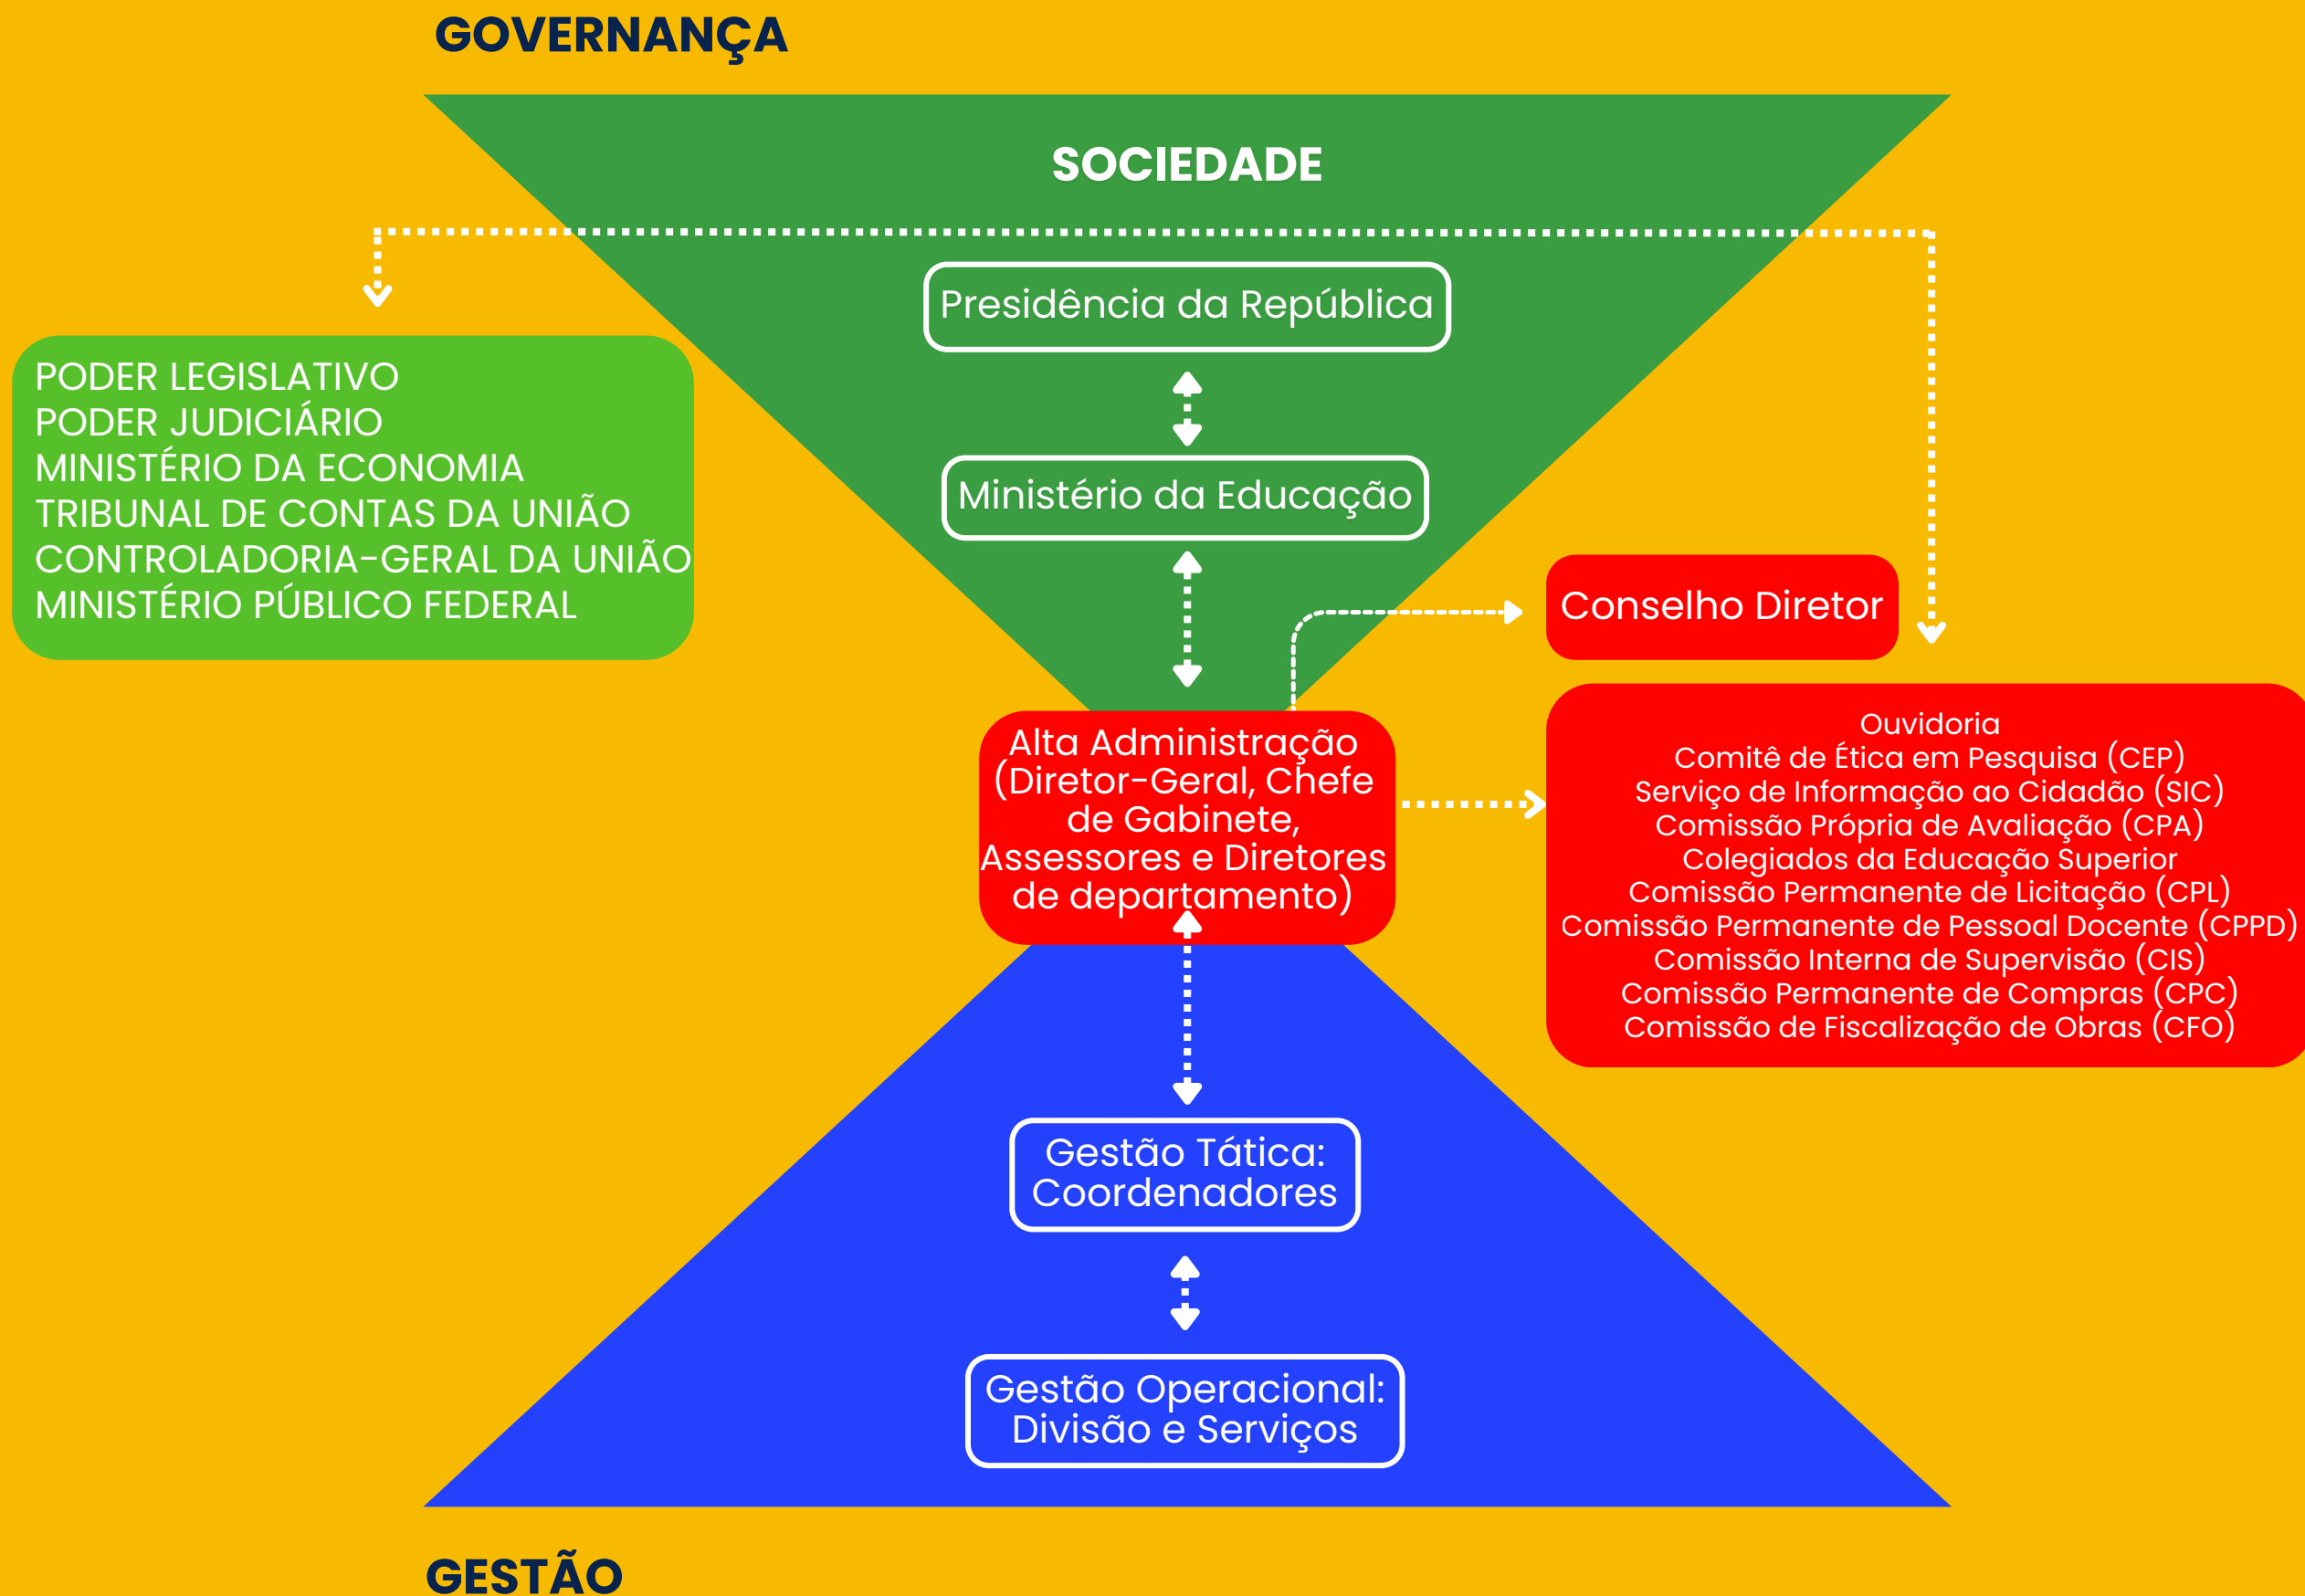 GOVERNANÇA
SOCIEDADE
Presidência da República
PODER LEGISLATIVO
PODER JUDICIÁRIO
MINISTÉRIO DA ECONOMIA
TRIBUNAL DE CONTAS DA UNIÃO
CONTROLADORIA-GERAL DA UNIÃO
MINISTÉRIO PÚBLICO FEDERAL
Ministério da Educação
Conselho Diretor
Alta Administração
(Diretor-Geral, Chefe
de Gabinete,
Assessores e Diretores
de departamento)
Ouvidoria
Comitê de Ética em Pesquisa (CEP)
Serviço de Informação ao Cidadão (SIC)
Comissão Própria de Avaliação (CPA)
Colegiados da Educação Superior
Comissão Permanente de Licitação (CPL)
Comissão Permanente de Pessoal Docente (CPPD)
Comissão Interna de Supervisão (CIS)
Comissão Permanente de Compras (CPC)
Comissão de Fiscalização de Obras (CFO)
Gestão Tática:
Coordenadores
Gestão Operacional:
Divisão e Serviços
GESTÃO